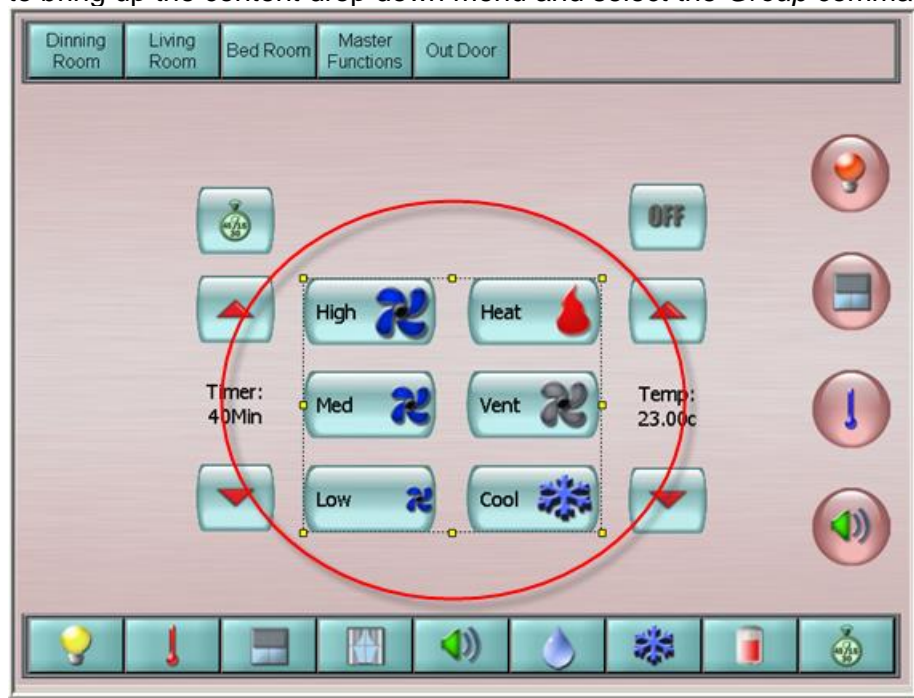 to bring up the content drop down menu and select the Group comma
Dinning
Room
Living
Room
Bed Room
Master
Functions
Out Door
OFF
High
Heat
Timer:
40Min
Med
Vent
Temp:
23.00c
Low
Cool